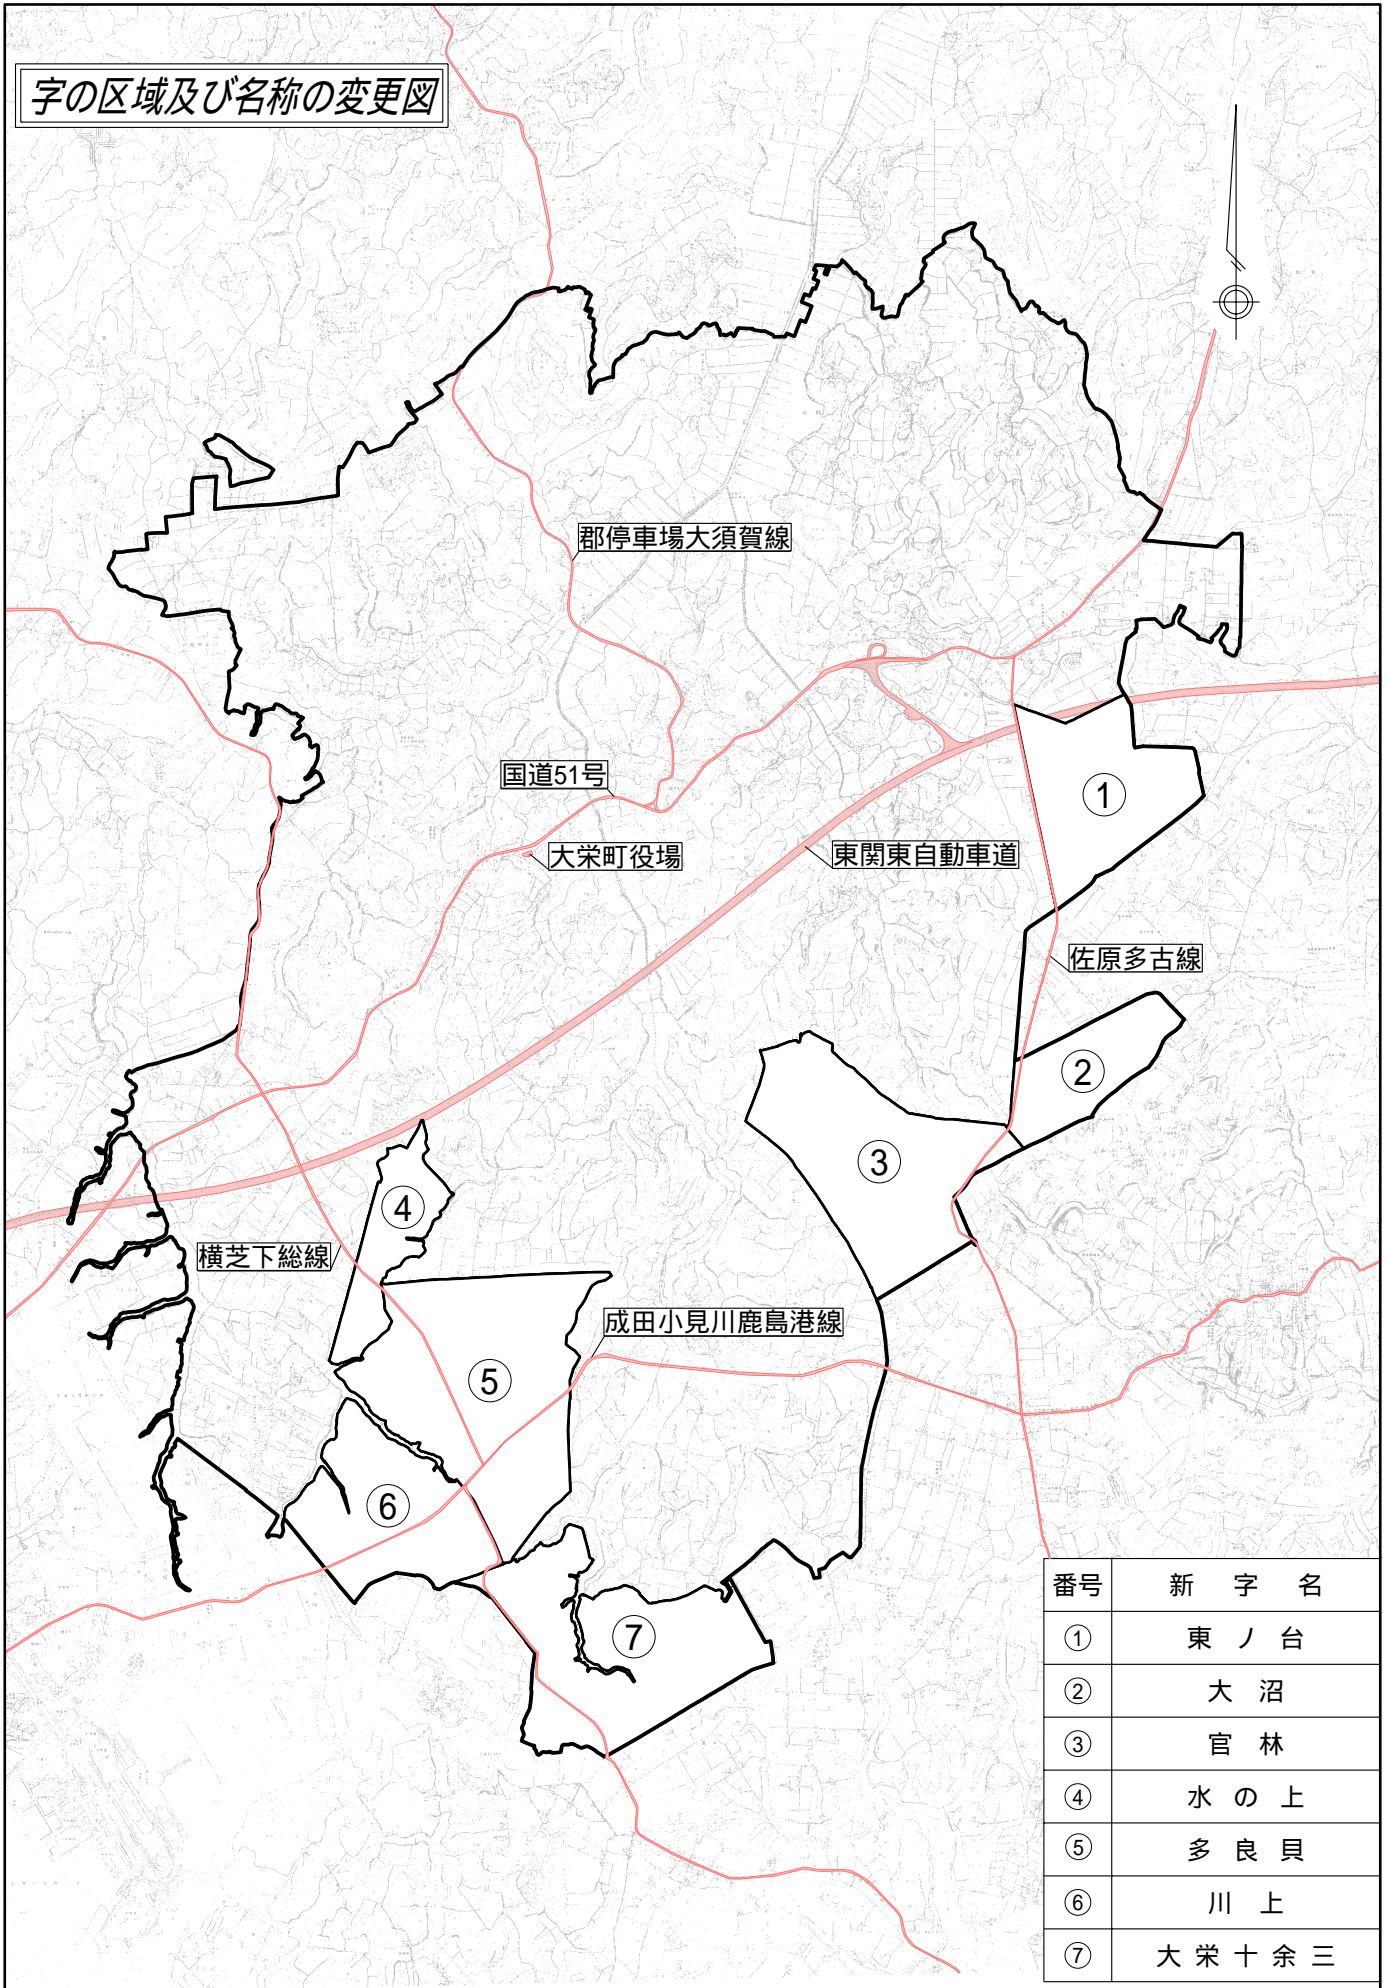 字の区域及び名称の変更図
郡停車場大須賀線
国道51号
大栄町役場
東関東自動車道
①
佐原多古線
②
③
④
横芝下総線
成田小見川鹿島港線
⑤
⑥
⑦
番号 新字名
① 東ノ台
② 大沼
③ 官林
④ 水の上
⑤ 多良貝
⑥ 川上
⑦ 大栄十余三